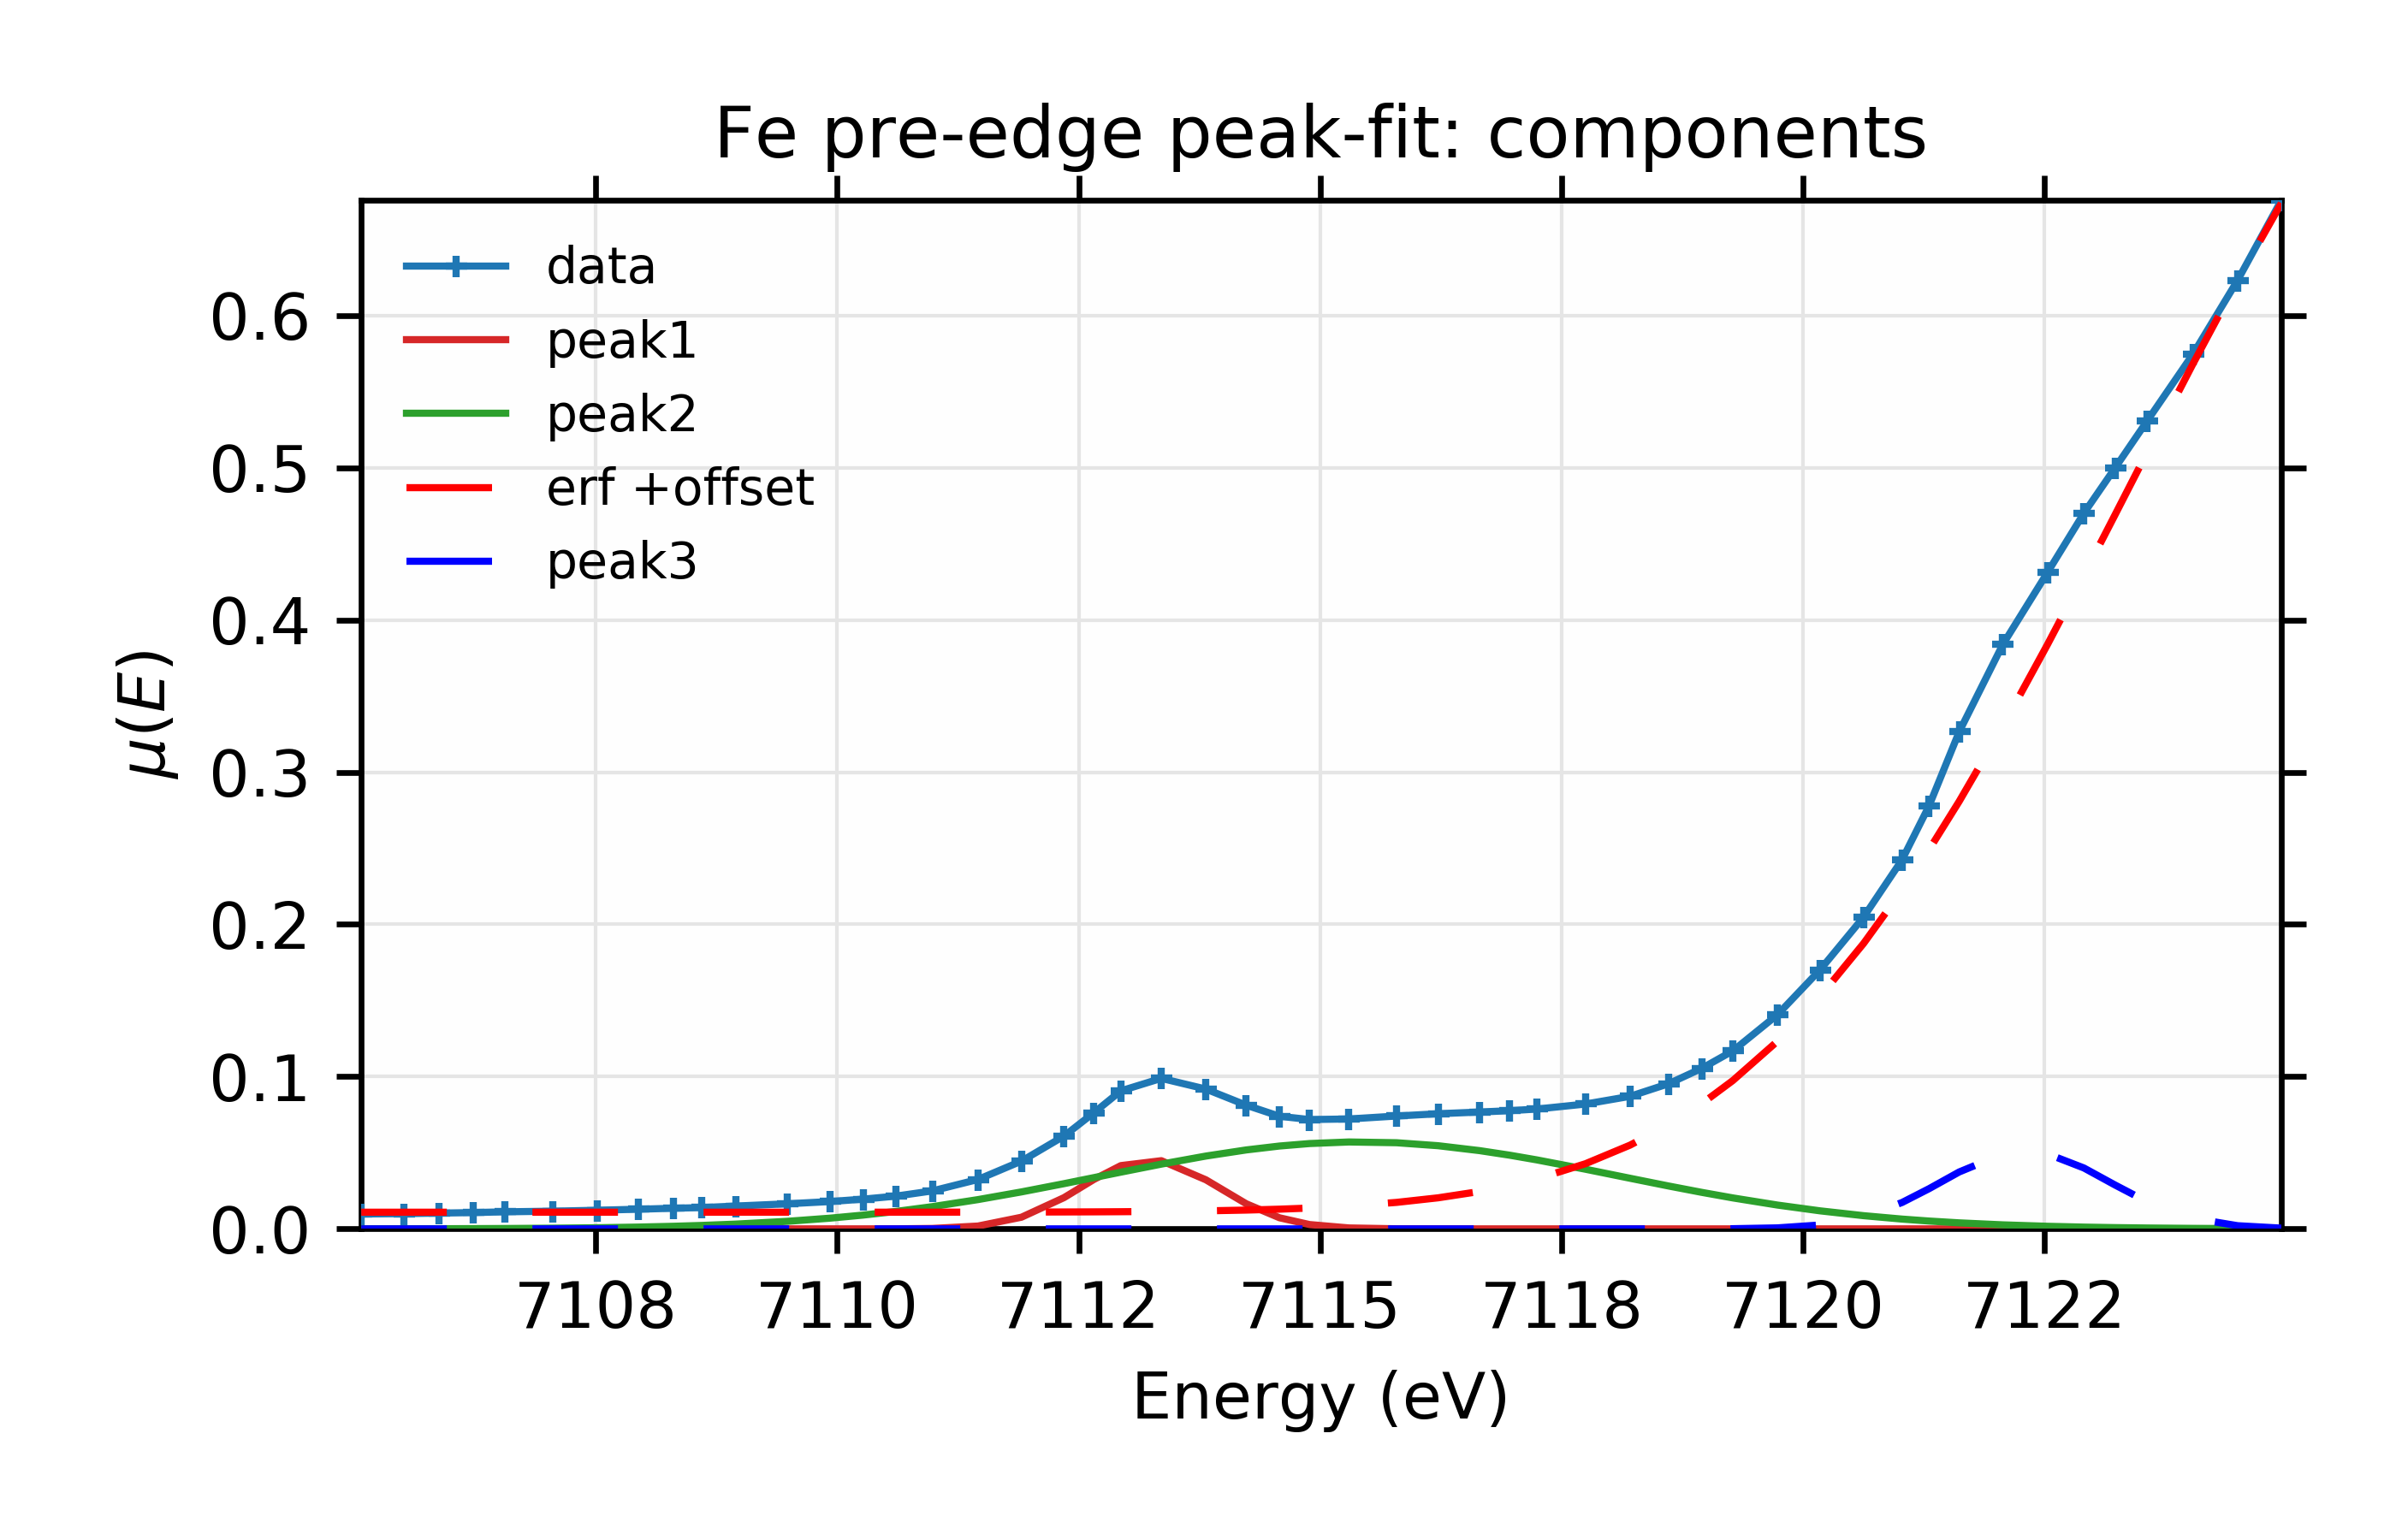 Fe pre-edge peak-fit: components
data
peak1
peak2
erf +offset
peak3
0.6
0.5
0.4
0.3
0.2
0.1
0.0
μ(E)
7108 7110 7112 7115 7118 7120 7122
Energy (eV)